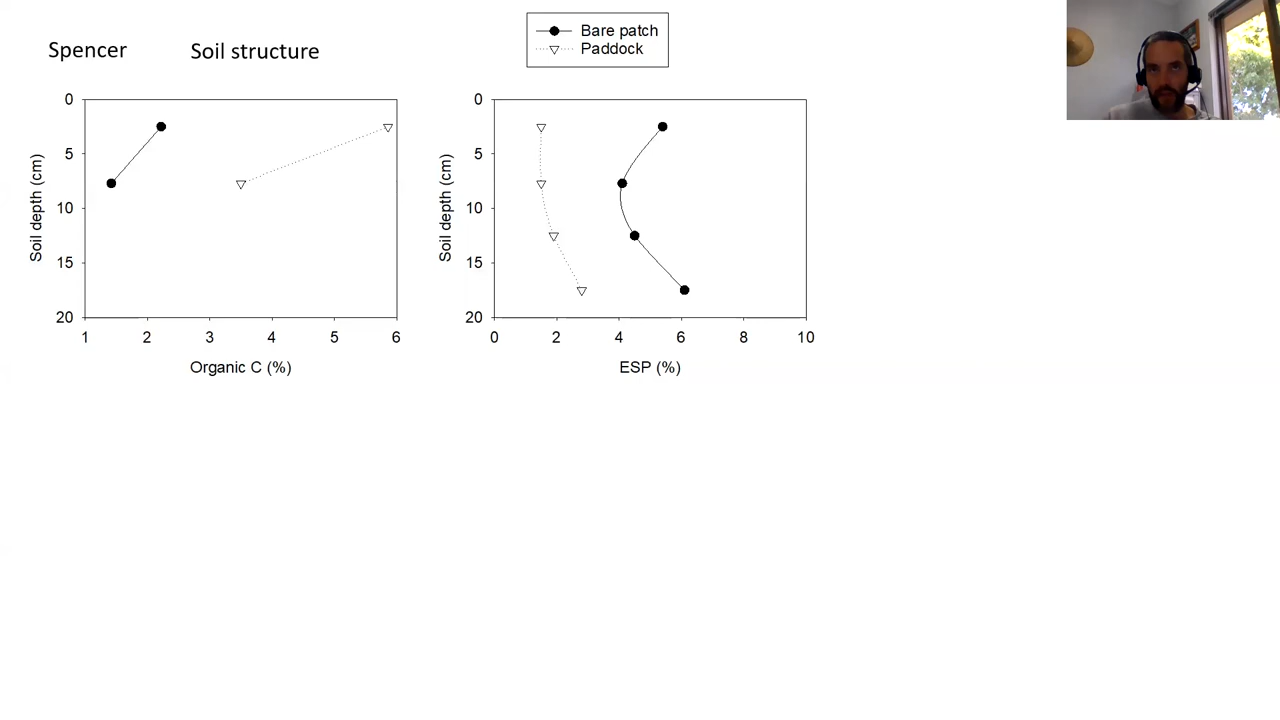 Spencer
Soil structure
Bare patch
Paddock
0
5
10
15
20
Soil depth (cm)
1 2 3 4 5 6
Organic C (%)
0
5
10
15
20
Soil depth (cm)
0 2 4 6 8 10
ESP (%)